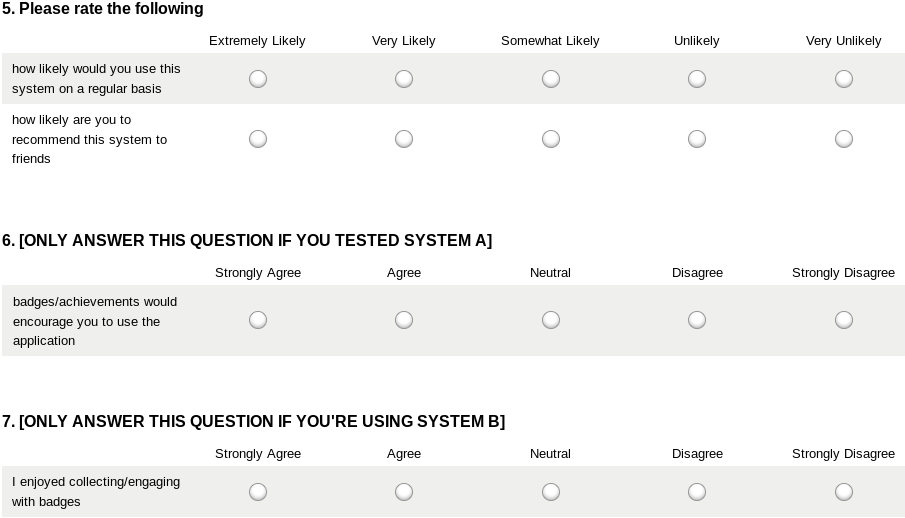 5. Please rate the following
Extremely Likely Very Likely Somewhat Likely Unlikely Very Unlikely
how likely would you use this
system on a regular basis
how likely are you to
recommend this system to
friends
6. [ONLY ANSWER THIS QUESTION IF YOU TESTED SYSTEM A]
Strongly Agree Agree Neutral Disagree Strongly Disagree
badges/achievements would
encourage you to use the
application
7. [ONLY ANSWER THIS QUESTION IF YOU'RE USING SYSTEM B]
Strongly Agree Agree Neutral Disagree Strongly Disagree
I enjoyed collecting/engaging
with badges